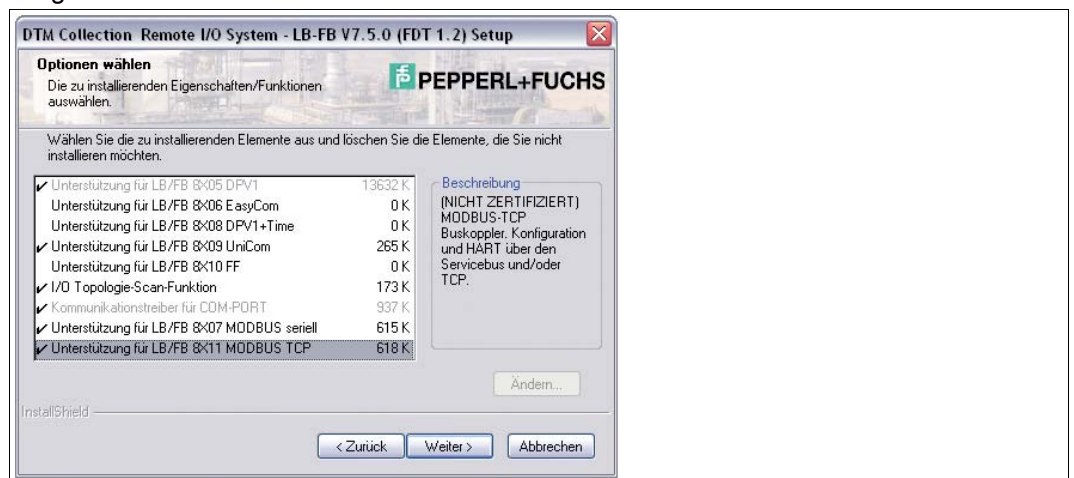 DTM Collection Remote I/O System - LB-FB V7.5.0 (FDT 1.2) Setup
Optionen wählen
Die zu installierenden Eigenschaften/Funktionen
auswählen.
PEPPERL+FUCHS
Wählen Sie die zu installierenden Elemente aus und löschen Sie die Elemente, die Sie nicht
installieren möchten.
Unterstützung für LB/FB 8X05 DPV1 13632 K
Unterstützung für LB/FB 8X06 EasyCom 0 K
Unterstützung für LB/FB 8X08 DPV1+Time 0 K
Unterstützung für LB/FB 8X09 UniCom 265 K
Unterstützung für LB/FB 8X10 FF 0 K
I/O Topologie-Scan-Funktion 173 K
Kommunikationstreiber für COM-PORT 937 K
Unterstützung für LB/FB 8X07 MODBUS seriell 615 K
Unterstützung für LB/FB 8X11 MODBUS TCP 618 K
Beschreibung
(NICHT ZERTIFIZIERT)
MODBUS-TCP
Buskoppler. Konfiguration
und HART über den
Servicebus und/oder
TCP.
Ändern...
InstallShield
< Zurück Weiter > Abbrechen